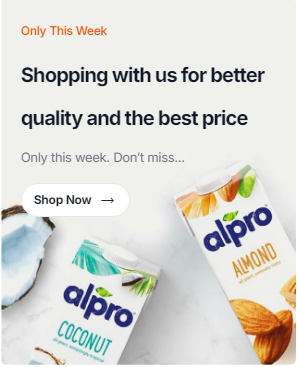 Only This Week
Shopping with us for better
quality and the best price
Only this week. Don't miss...
Shop Now →
alpro
ALMOND
alpro
COCONUT